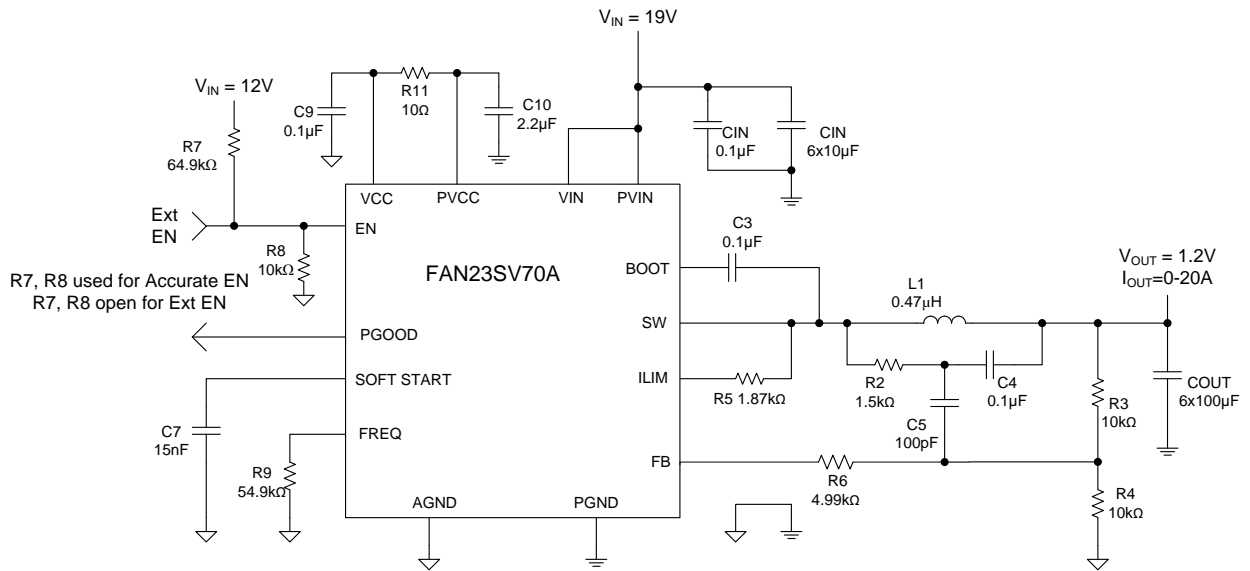 V_IN = 19V
V_IN = 12V
R11
10Ω
C9
0.1µF
C10
2.2µF
CIN
0.1µF
CIN
6x10µF
R7
64.9kΩ
VCC
PVCC
VIN
PVIN
Ext
EN
EN
R8
10kΩ
C3
0.1µF
FAN23SV70A
BOOT
R7, R8 used for Accurate EN
R7, R8 open for Ext EN
V_OUT = 1.2V
I_OUT=0-20A
L1
0.47µH
SW
PGOOD
SOFT START
ILIM
R5 1.87kΩ
R2
1.5kΩ
C4
0.1µF
R3
10kΩ
COUT
6x100µF
C7
15nF
FREQ
C5
100pF
R9
54.9kΩ
FB
R6
4.99kΩ
R4
10kΩ
AGND
PGND